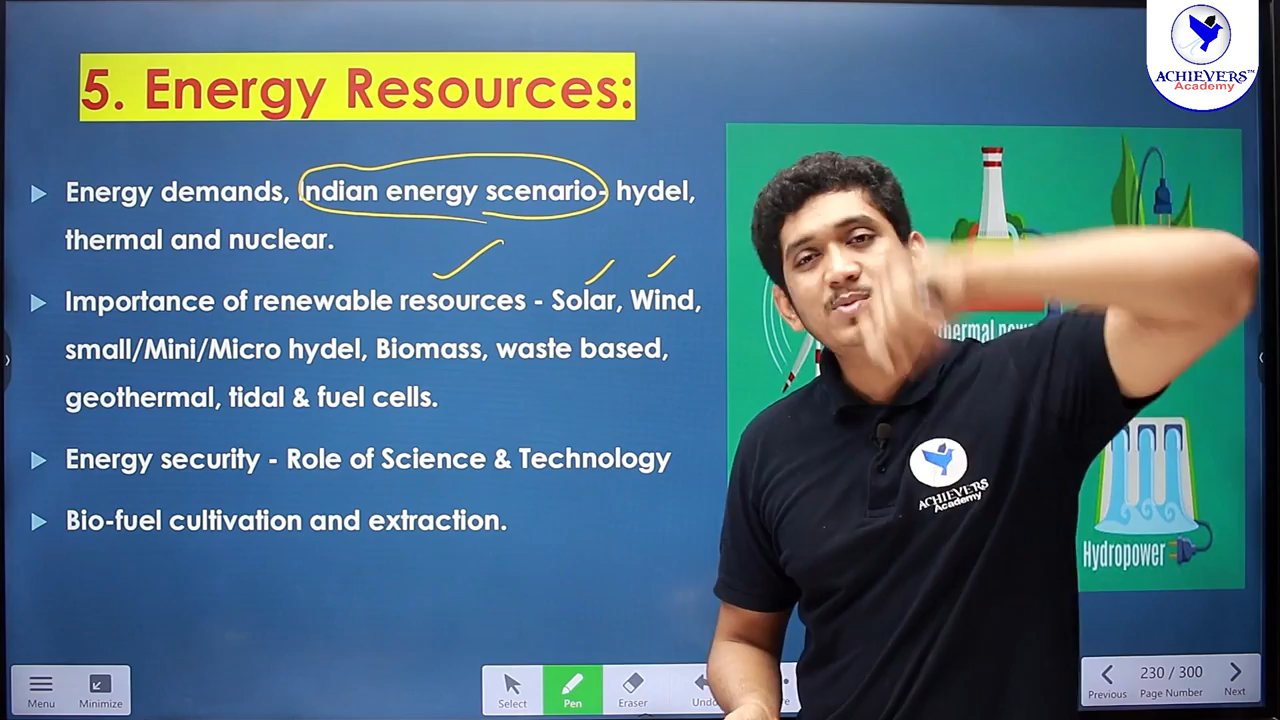 5. Energy Resources:
Energy demands, Indian energy scenario- hydel,
thermal and nuclear.
Importance of renewable resources - Solar, Wind,
small/Mini/Micro hydel, Biomass, waste based,
geothermal, tidal & fuel cells.
Energy security - Role of Science & Technology
Bio-fuel cultivation and extraction.
ACHIEVERS™
Academy
Hydropower
ACHIEVERS
Academy
Menu
Minimize
Select
Pen
Eraser
Previous
230 / 300
Page Number
Next